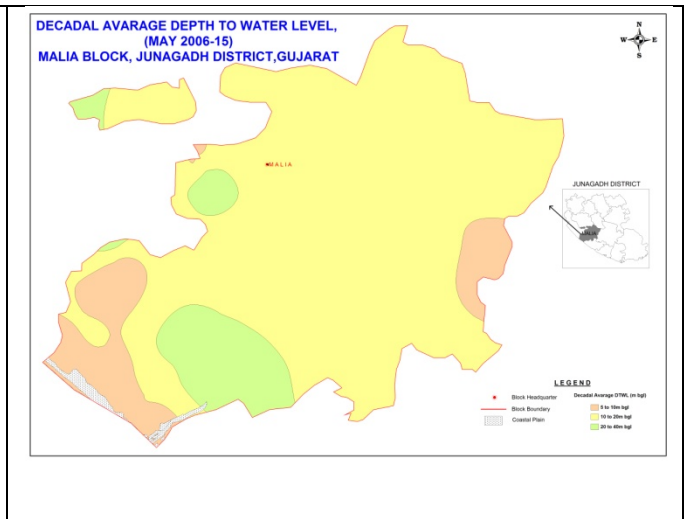 DECADAL AVARAGE DEPTH TO WATER LEVEL,
(MAY 2006-15)
MALIA BLOCK, JUNAGADH DISTRICT,GUJARAT
N
W E
S
MALIA
JUNAGADH DISTRICT
MALIA
LEGEND
Block Headquarter
Block Boundary
Coastal Plain
Decadal Average DTWL (m bgl)
5 to 10m bgl
10 to 20m bgl
20 to 40m bgl